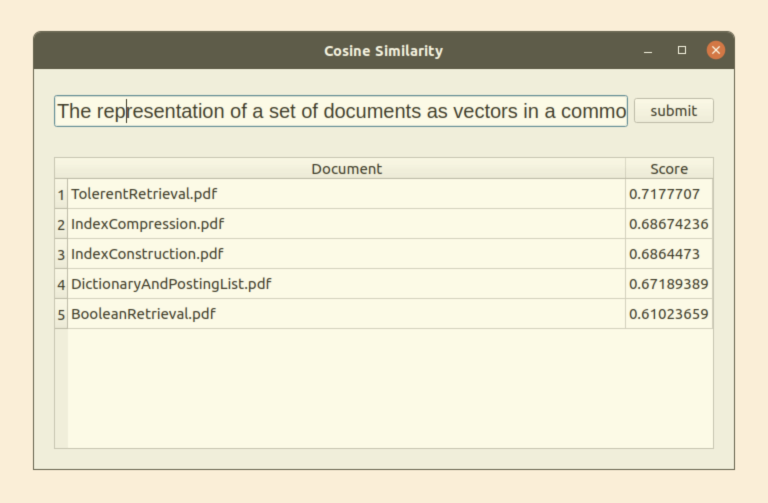 Cosine Similarity
The representation of a set of documents as vectors in a commo submit
Document Score
1 TolerentRetrieval.pdf 0.7177707
2 IndexCompression.pdf 0.68674236
3 IndexConstruction.pdf 0.6864473
4 DictionaryAndPostingList.pdf 0.67189389
5 BooleanRetrieval.pdf 0.61023659